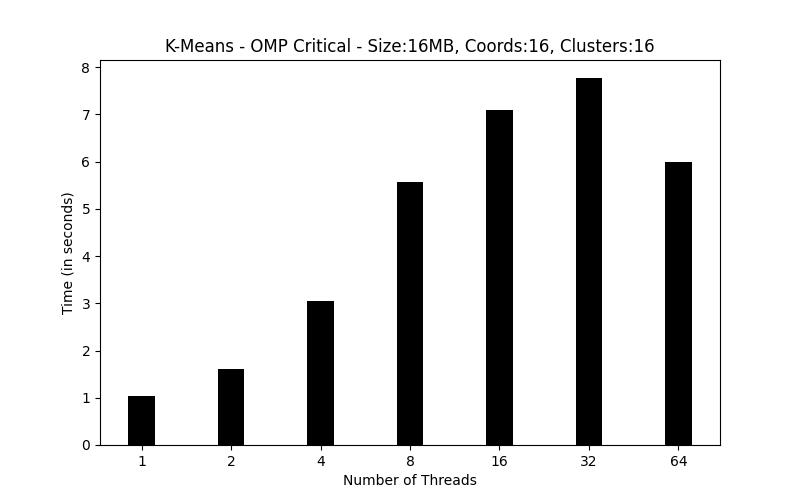 K-Means - OMP Critical - Size:16MB, Coords:16, Clusters:16
8
7
6
5
4
3
2
1
0
Time (in seconds)
1 2 4 8 16 32 64
Number of Threads